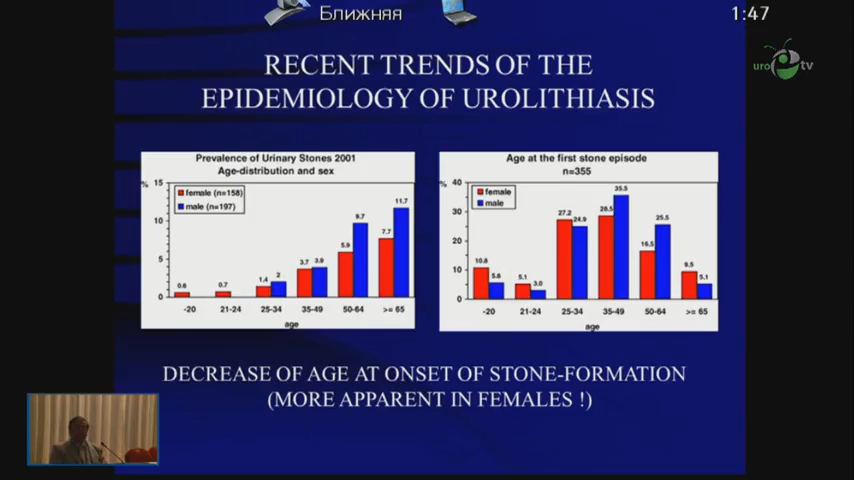 Ближняя
1:47
uro tv
RECENT TRENDS OF THE
EPIDEMIOLOGY OF UROLITHIASIS
Prevalence of Urinary Stones 2001
Age-distribution and sex
%
15
10
5
0
female (n=158)
male (n=197)
0.6
0.7
1.4
2
3.7
3.9
5.9
9.7
7.7
11.7
-20
21-24
25-34
35-49
50-64
>= 65
age
Age at the first stone episode
n=355
%
40
30
20
10
0
female
male
10.8
5.6
5.1
3.0
27.2
24.9
28.5
35.5
16.5
25.5
9.5
5.1
-20
21-24
25-34
35-49
50-64
>= 65
age
DECREASE OF AGE AT ONSET OF STONE-FORMATION
(MORE APPARENT IN FEMALES !)